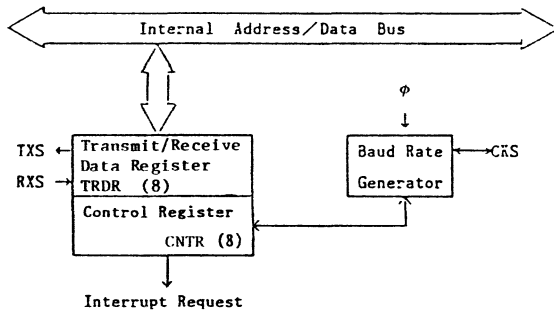 Internal Address/Data Bus
φ
TXS
RXS
Transmit/Receive
Data Register
TRDR (8)
Control Register
CNTR (8)
Baud Rate
Generator
CKS
Interrupt Request